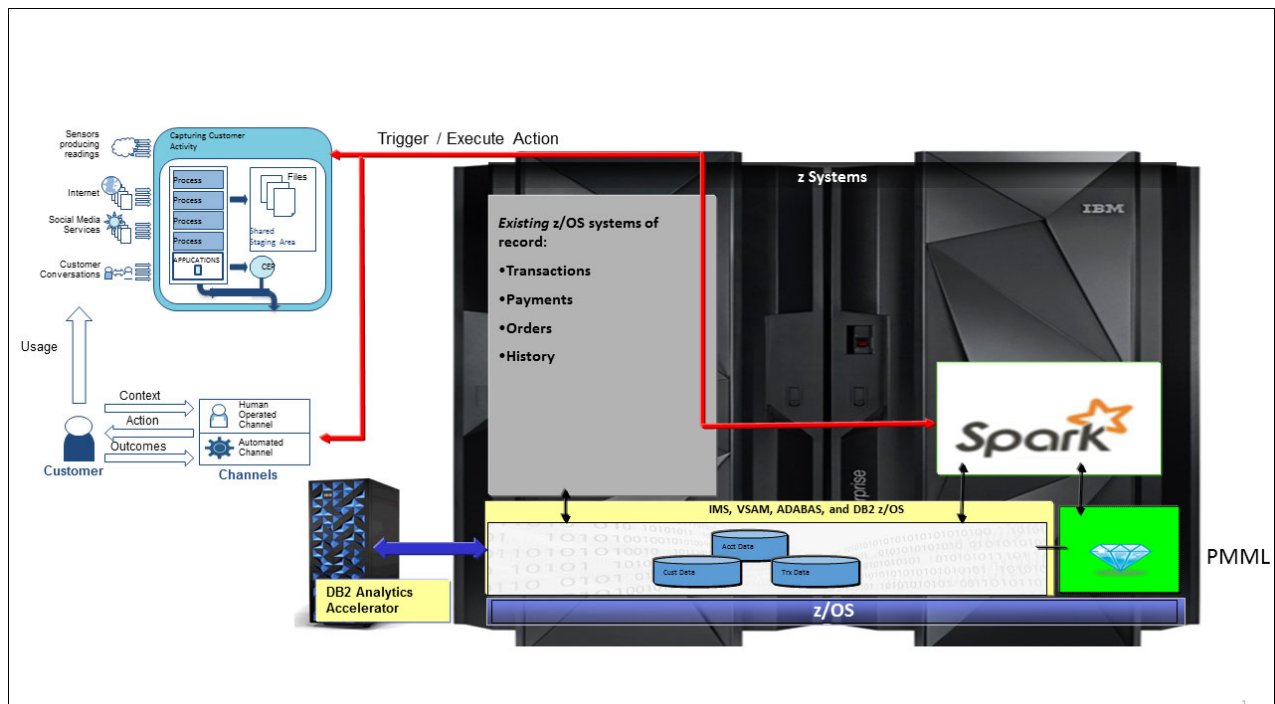 Sensors
producing
readings
Internet
Social Media
Services
Customer
Conversations
Capturing Customer
Activity
Process
Process
Process
Process
APPLICATIONS
Files
Shared
Staging Area
CEP
Trigger / Execute Action
z Systems
IBM
Existing z/OS systems of
record:
•Transactions
•Payments
•Orders
•History
Usage
Context
Action
Outcomes
Customer
Human
Operated
Channel
Automated
Channel
Channels
Spark
erprise
IMS, VSAM, ADABAS, and DB2 z/OS
Acct Data
Cust Data
Trx Data
PMML
DB2 Analytics
Accelerator
z/OS
1